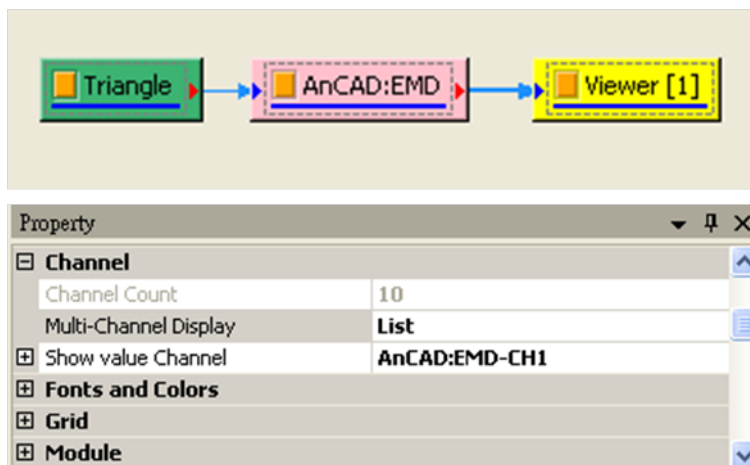 Triangle AnCAD:EMD Viewer [1]
Property
Channel
Channel Count 10
Multi-Channel Display List
Show value Channel AnCAD:EMD-CH1
Fonts and Colors
Grid
Module